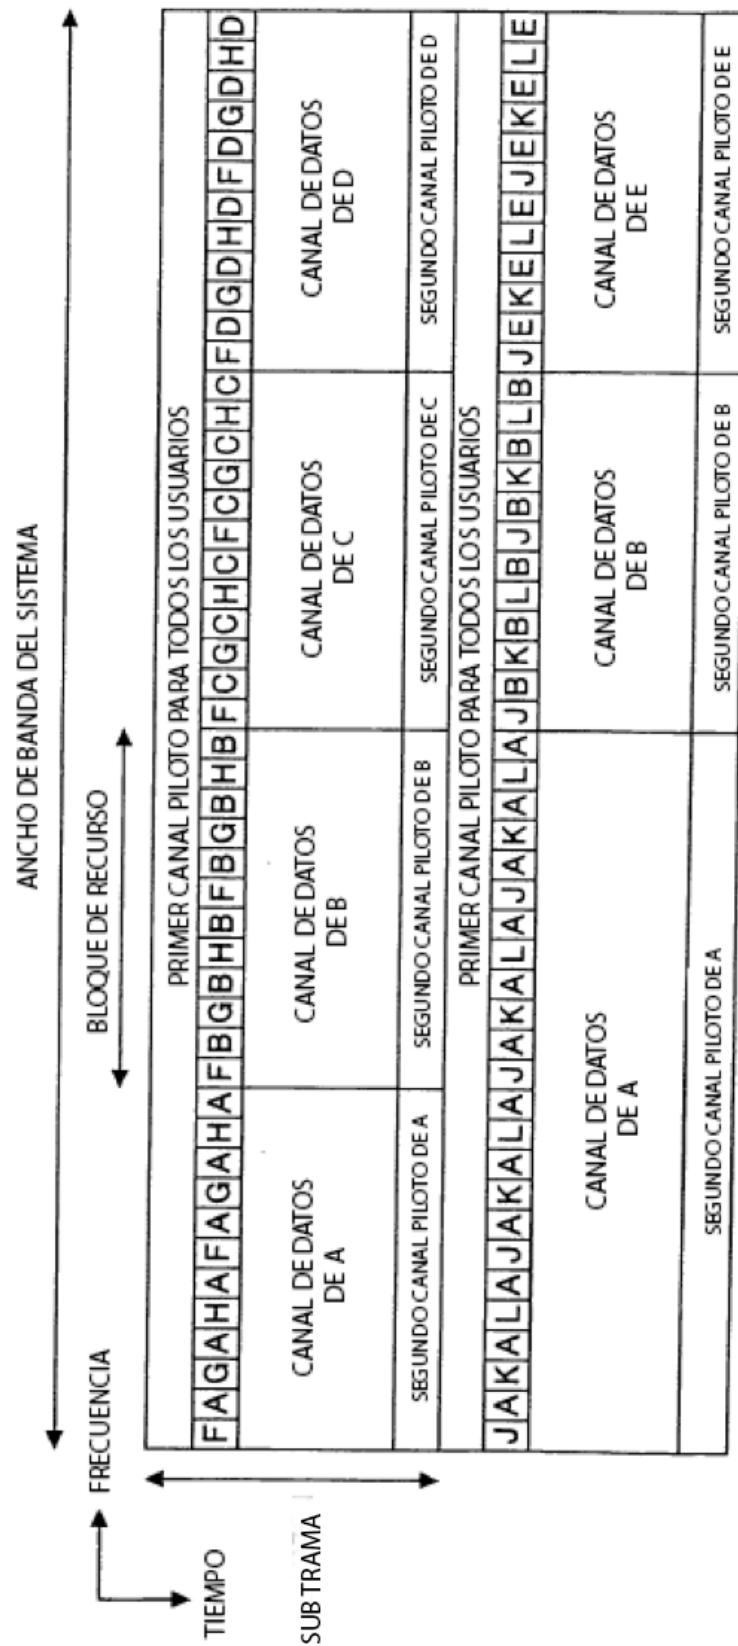 ANCHO DE BANDA DEL SISTEMA
FRECUENCIA
BLOQUE DE RECURSO
TIEMPO
SUB TRAMA
PRIMER CANAL PILOTO PARA TODOS LOS USUARIOS
F A G A H A F A G A H A F B G B H B F B G B H B F C G C H C F C G C H C F D G D H D F D G D H D
CANAL DE DATOS
DE A
CANAL DE DATOS
DE B
CANAL DE DATOS
DE C
CANAL DE DATOS
DE D
SEGUNDO CANAL PILOTO DE A
SEGUNDO CANAL PILOTO DE B
SEGUNDO CANAL PILOTO DE C
SEGUNDO CANAL PILOTO DE D
PRIMER CANAL PILOTO PARA TODOS LOS USUARIOS
J A K A L A J A K A L A J A K A L A J A K A L A J B K B L B J B K B L B J E K E L E J E K E L E
CANAL DE DATOS
DE A
CANAL DE DATOS
DE B
CANAL DE DATOS
DE E
SEGUNDO CANAL PILOTO DE A
SEGUNDO CANAL PILOTO DE B
SEGUNDO CANAL PILOTO DE E